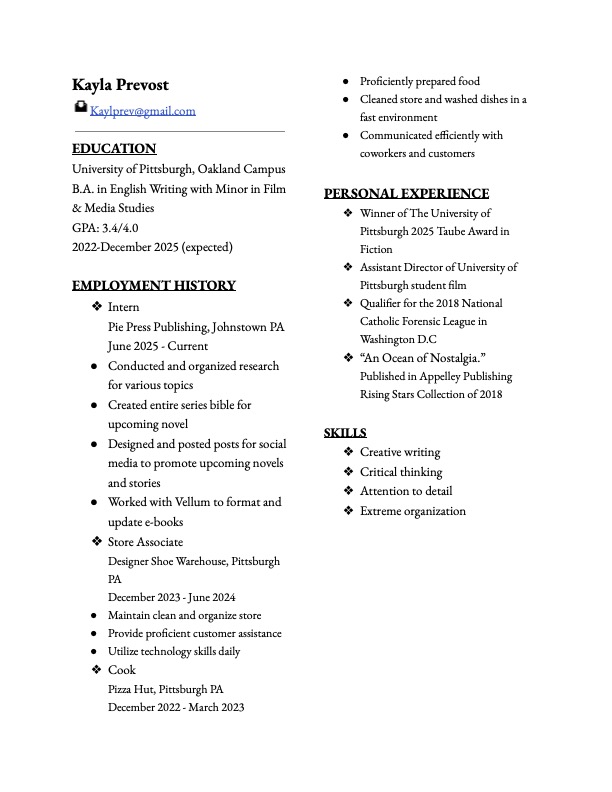 Kayla Prevost
Kaylprev@gmail.com
EDUCATION
University of Pittsburgh, Oakland Campus
B.A. in English Writing with Minor in Film
& Media Studies
GPA: 3.4/4.0
2022-December 2025 (expected)
EMPLOYMENT HISTORY
❖ Intern
Pie Press Publishing, Johnstown PA
June 2025 - Current
● Conducted and organized research
for various topics
● Created entire series bible for
upcoming novel
● Designed and posted posts for social
media to promote upcoming novels
and stories
● Worked with Vellum to format and
update e-books
❖ Store Associate
Designer Shoe Warehouse, Pittsburgh
PA
December 2023 - June 2024
● Maintain clean and organize store
● Provide proficient customer assistance
● Utilize technology skills daily
❖ Cook
Pizza Hut, Pittsburgh PA
December 2022 - March 2023
● Proficiently prepared food
● Cleaned store and washed dishes in a
fast environment
● Communicated efficiently with
coworkers and customers
PERSONAL EXPERIENCE
❖ Winner of The University of
Pittsburgh 2025 Taube Award in
Fiction
❖ Assistant Director of University of
Pittsburgh student film
❖ Qualifier for the 2018 National
Catholic Forensic League in
Washington D.C
❖ “An Ocean of Nostalgia.”
Published in Appelley Publishing
Rising Stars Collection of 2018
SKILLS
❖ Creative writing
❖ Critical thinking
❖ Attention to detail
❖ Extreme organization